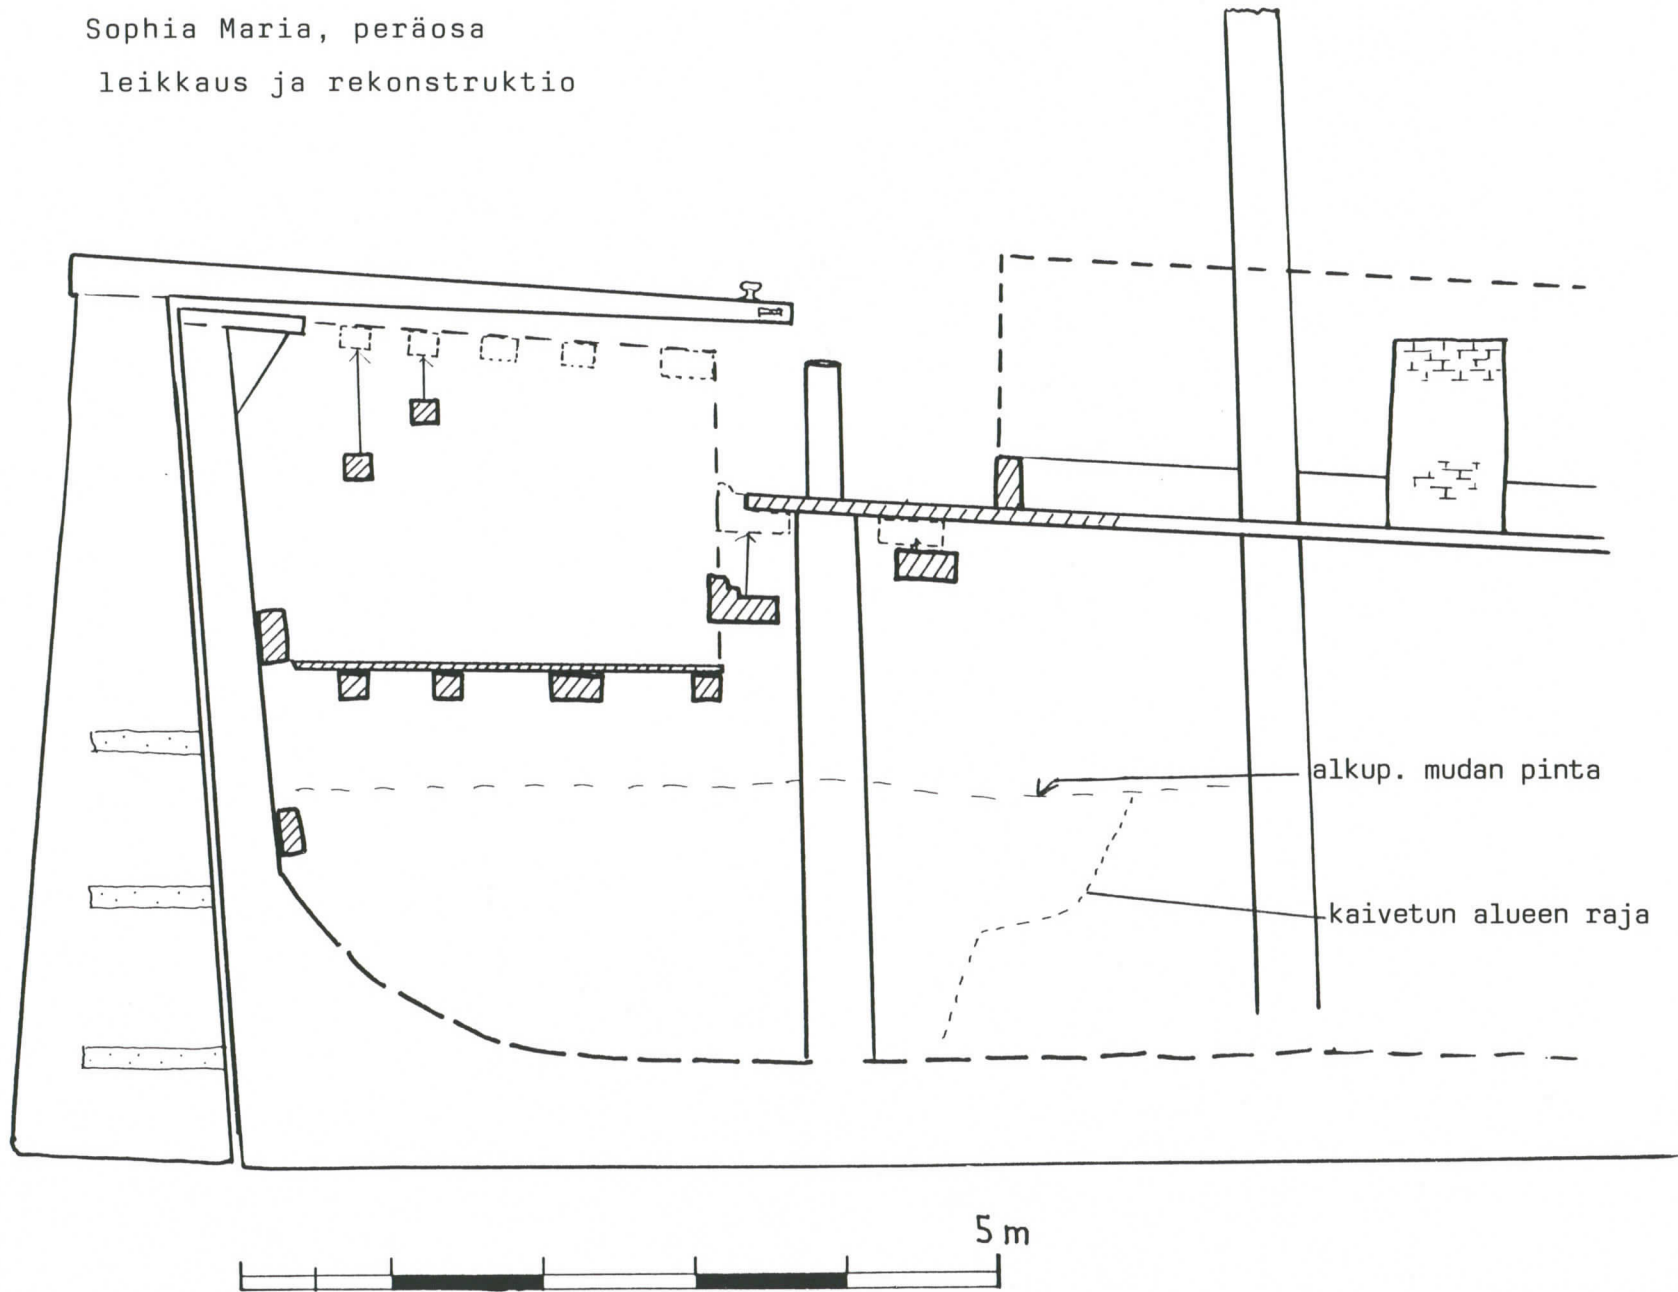 Sophia Maria, peräosa
leikkaus ja rekonstruktio
alkup. mudan pinta
kaivetun alueen raja
5 m